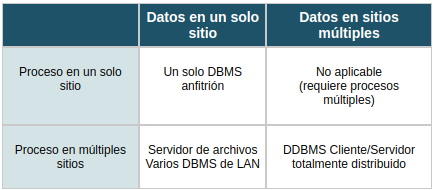 Datos en un solo
sitio
Datos en sitios
múltiples
Proceso en un solo
sitio
Un solo DBMS
anfitrión
No aplicable
(requiere procesos
múltiples)
Proceso en múltiples
sitios
Servidor de archivos
Varios DBMS de LAN
DDBMS Cliente/Servidor
totalmente distribuido